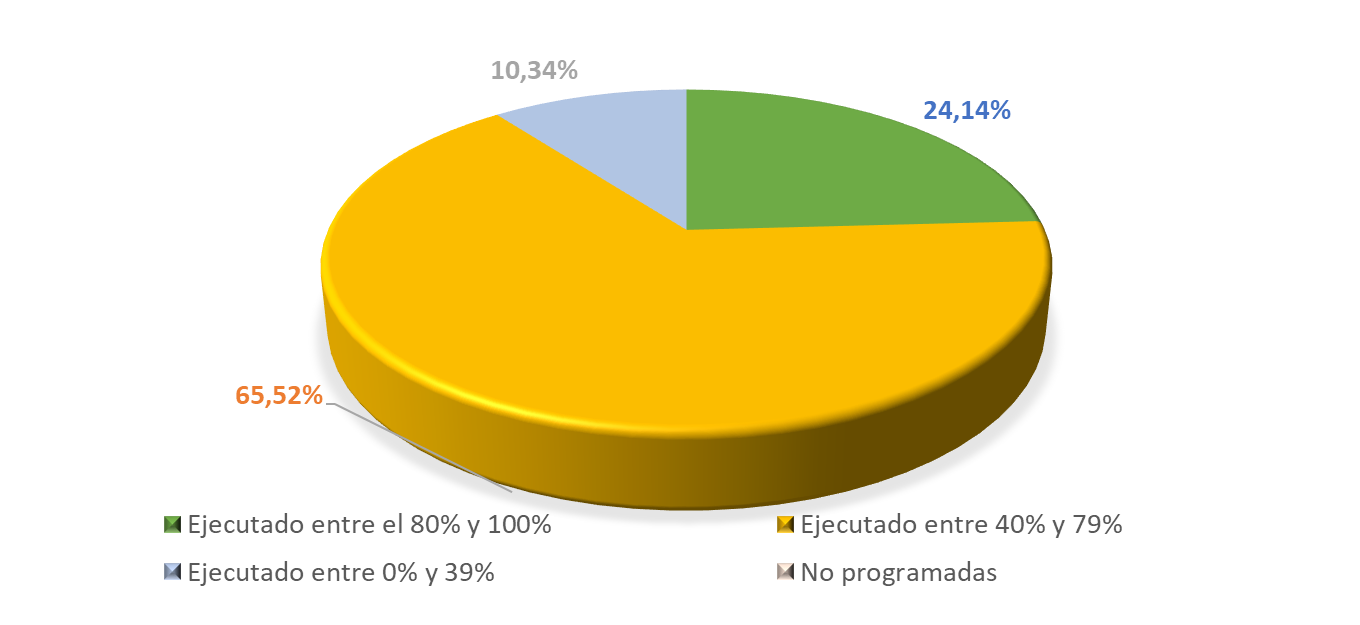 10,34%
24,14%
65,52%
Ejecutado entre el 80% y 100%
Ejecutado entre 40% y 79%
Ejecutado entre 0% y 39%
No programadas